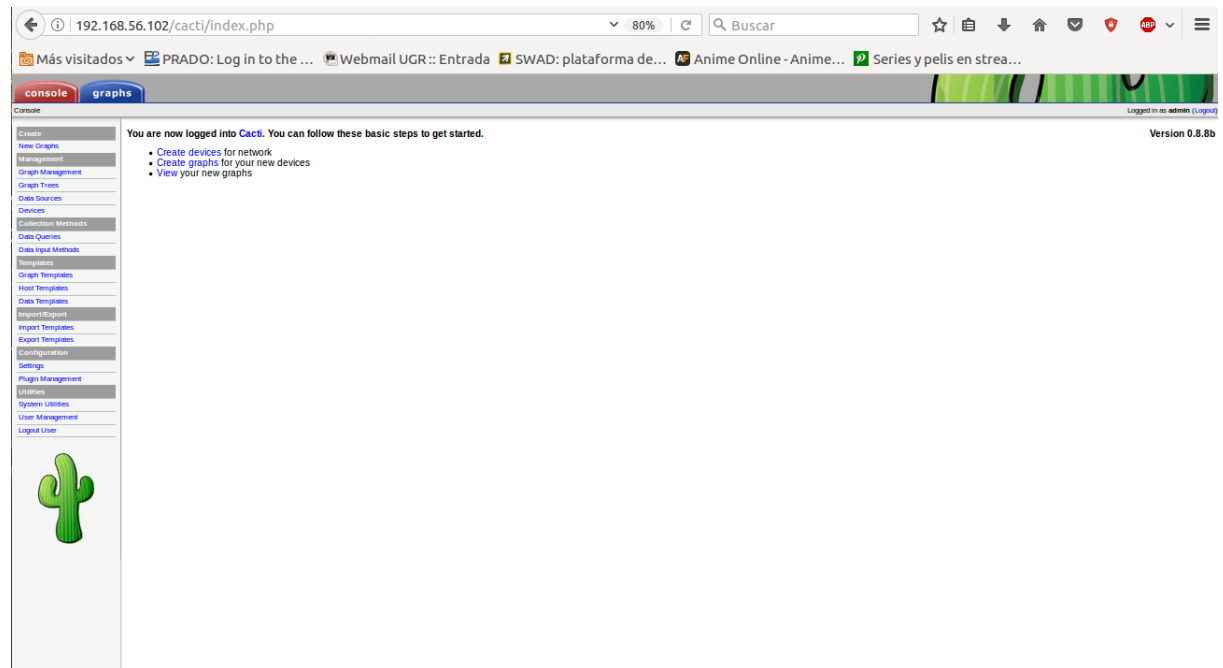 192.168.56.102/cacti/index.php
80%
Buscar
ABP
Más visitados
PRADO: Log in to the ...
Webmail UGR :: Entrada
SWAD: plataforma de...
AF
Anime Online - Anime...
Series y pelis en strea...
console
graphs
Console
Logged in as admin (Logout)
Create
New Graphs
Management
Graph Management
Graph Trees
Data Sources
Devices
Collection Methods
Data Queries
Data Input Methods
Templates
Graph Templates
Host Templates
Data Templates
Import/Export
Import Templates
Export Templates
Configuration
Settings
Plugin Management
Utilities
System Utilities
User Management
Logout User
You are now logged into Cacti. You can follow these basic steps to get started.
Version 0.8.8b
Create devices for network
Create graphs for your new devices
View your new graphs